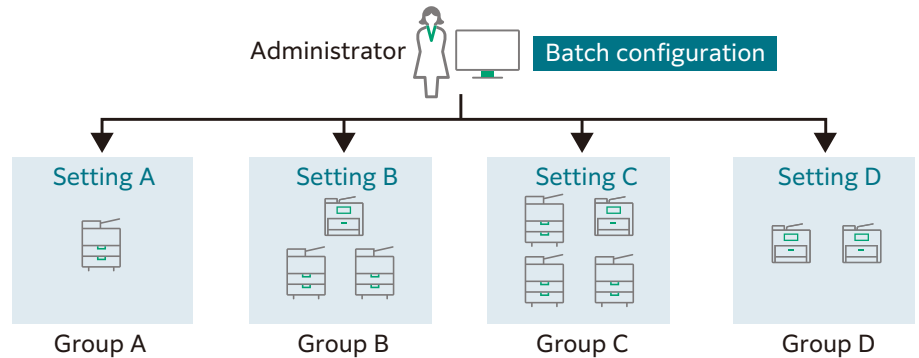 Administrator
Batch configuration
Setting A
Setting B
Setting C
Setting D
Group A
Group B
Group C
Group D